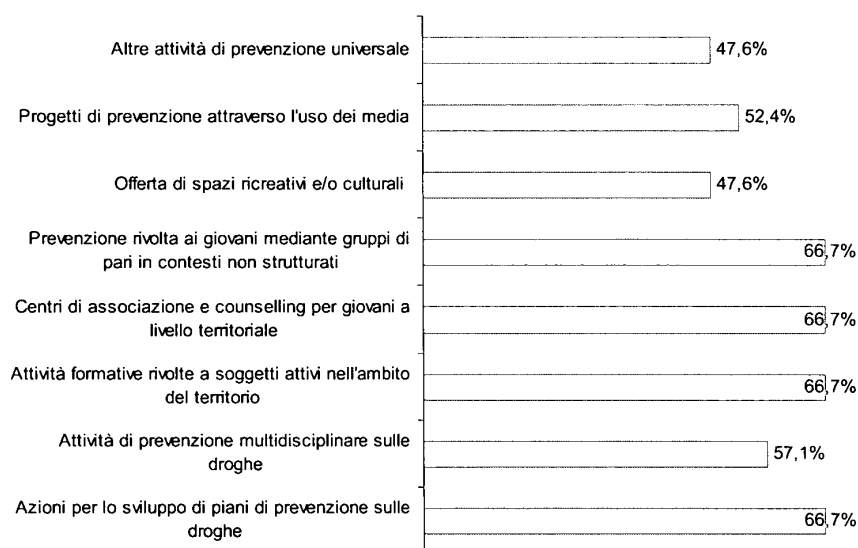 Altre attività di prevenzione universale
47,6%
Progetti di prevenzione attraverso l'uso dei media
52,4%
Offerta di spazi ricreativi e/o culturali
47,6%
Prevenzione rivolta ai giovani mediante gruppi di
pari in contesti non strutturati
66,7%
Centri di associazione e counselling per giovani a
livello territoriale
66,7%
Attività formative rivolte a soggetti attivi nell'ambito
del territorio
66,7%
Attività di prevenzione multidisciplinare sulle
droghe
57,1%
Azioni per lo sviluppo di piani di prevenzione sulle
droghe
66,7%